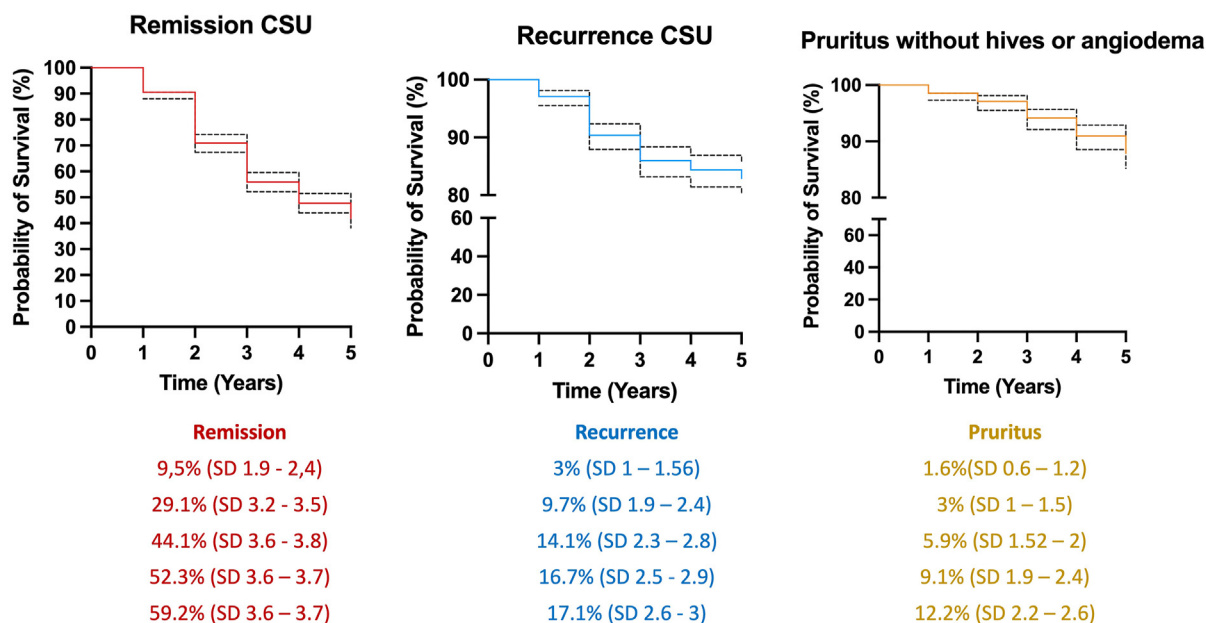 Remission CSU
Probability of Survival (%)
100
90
80
70
60
50
40
30
20
10
0
0 1 2 3 4 5
Time (Years)
Recurrence CSU
Probability of Survival (%)
100
90
80
60
40
20
0
0 1 2 3 4 5
Time (Years)
Pruritus without hives or angiodema
Probability of Survival (%)
100
90
80
60
40
20
0
0 1 2 3 4 5
Time (Years)
Remission
9,5% (SD 1.9 - 2,4)
29.1% (SD 3.2 - 3.5)
44.1% (SD 3.6 - 3.8)
52.3% (SD 3.6 – 3.7)
59.2% (SD 3.6 – 3.7)
Recurrence
3% (SD 1 – 1.56)
9.7% (SD 1.9 – 2.4)
14.1% (SD 2.3 – 2.8)
16.7% (SD 2.5 - 2.9)
17.1% (SD 2.6 - 3)
Pruritus
1.6%(SD 0.6 – 1.2)
3% (SD 1 – 1.5)
5.9% (SD 1.52 – 2)
9.1% (SD 1.9 – 2.4)
12.2% (SD 2.2 – 2.6)